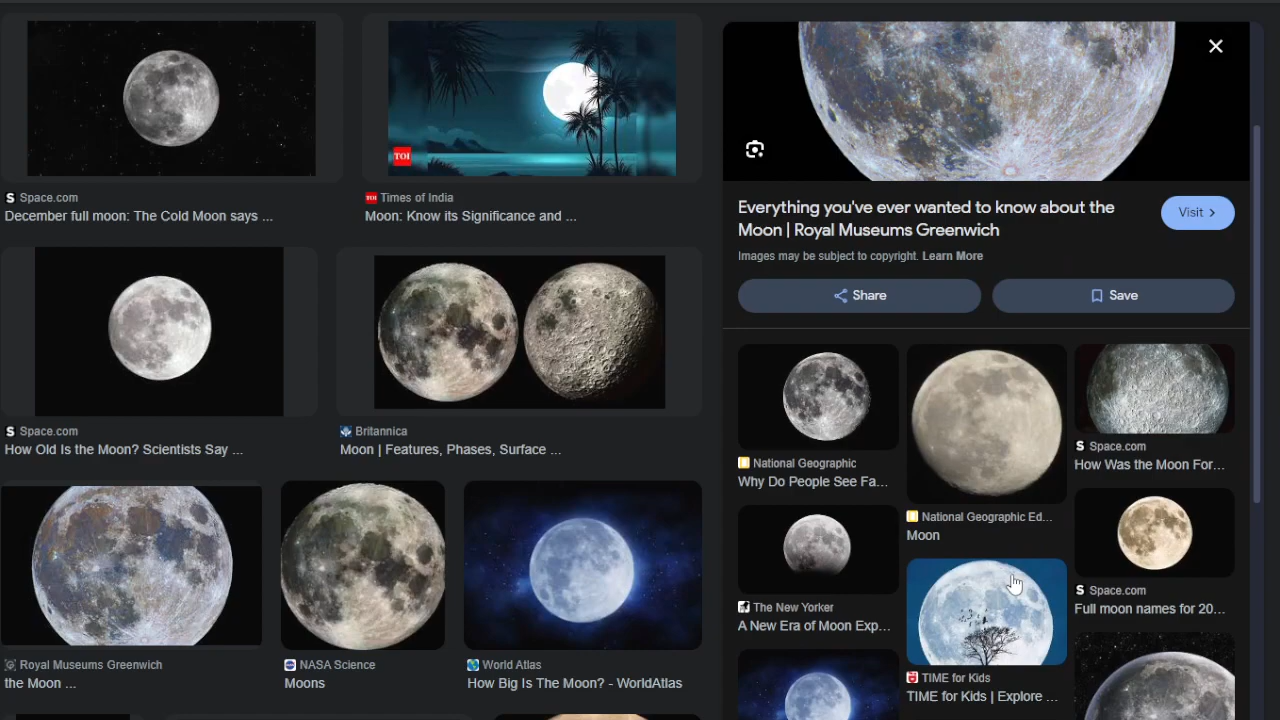 TOI
Space.com
December full moon: The Cold Moon says ...
Times of India
Moon: Know its Significance and ...
Space.com
How Old Is the Moon? Scientists Say ...
Britannica
Moon | Features, Phases, Surface ...
Royal Museums Greenwich
the Moon ...
NASA Science
Moons
World Atlas
How Big Is The Moon? - WorldAtlas
Everything you've ever wanted to know about the
Moon | Royal Museums Greenwich
Visit
Images may be subject to copyright. Learn More
Share
Save
National Geographic
Why Do People See Fa...
National Geographic Ed...
Moon
Space.com
How Was the Moon For...
The New Yorker
A New Era of Moon Exp...
Space.com
Full moon names for 20...
TIME for Kids
TIME for Kids | Explore ...